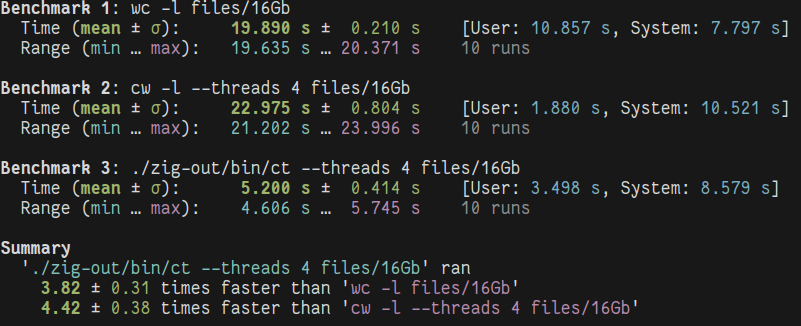 Benchmark 1: wc -l files/16Gb
Time (mean ± σ): 19.890 s ± 0.210 s [User: 10.857 s, System: 7.797 s]
Range (min … max): 19.635 s … 20.371 s 10 runs
Benchmark 2: cw -l --threads 4 files/16Gb
Time (mean ± σ): 22.975 s ± 0.804 s [User: 1.880 s, System: 10.521 s]
Range (min … max): 21.202 s … 23.996 s 10 runs
Benchmark 3: ./zig-out/bin/ct --threads 4 files/16Gb
Time (mean ± σ): 5.200 s ± 0.414 s [User: 3.498 s, System: 8.579 s]
Range (min … max): 4.606 s … 5.745 s 10 runs
Summary
'./zig-out/bin/ct --threads 4 files/16Gb' ran
3.82 ± 0.31 times faster than 'wc -l files/16Gb'
4.42 ± 0.38 times faster than 'cw -l --threads 4 files/16Gb'